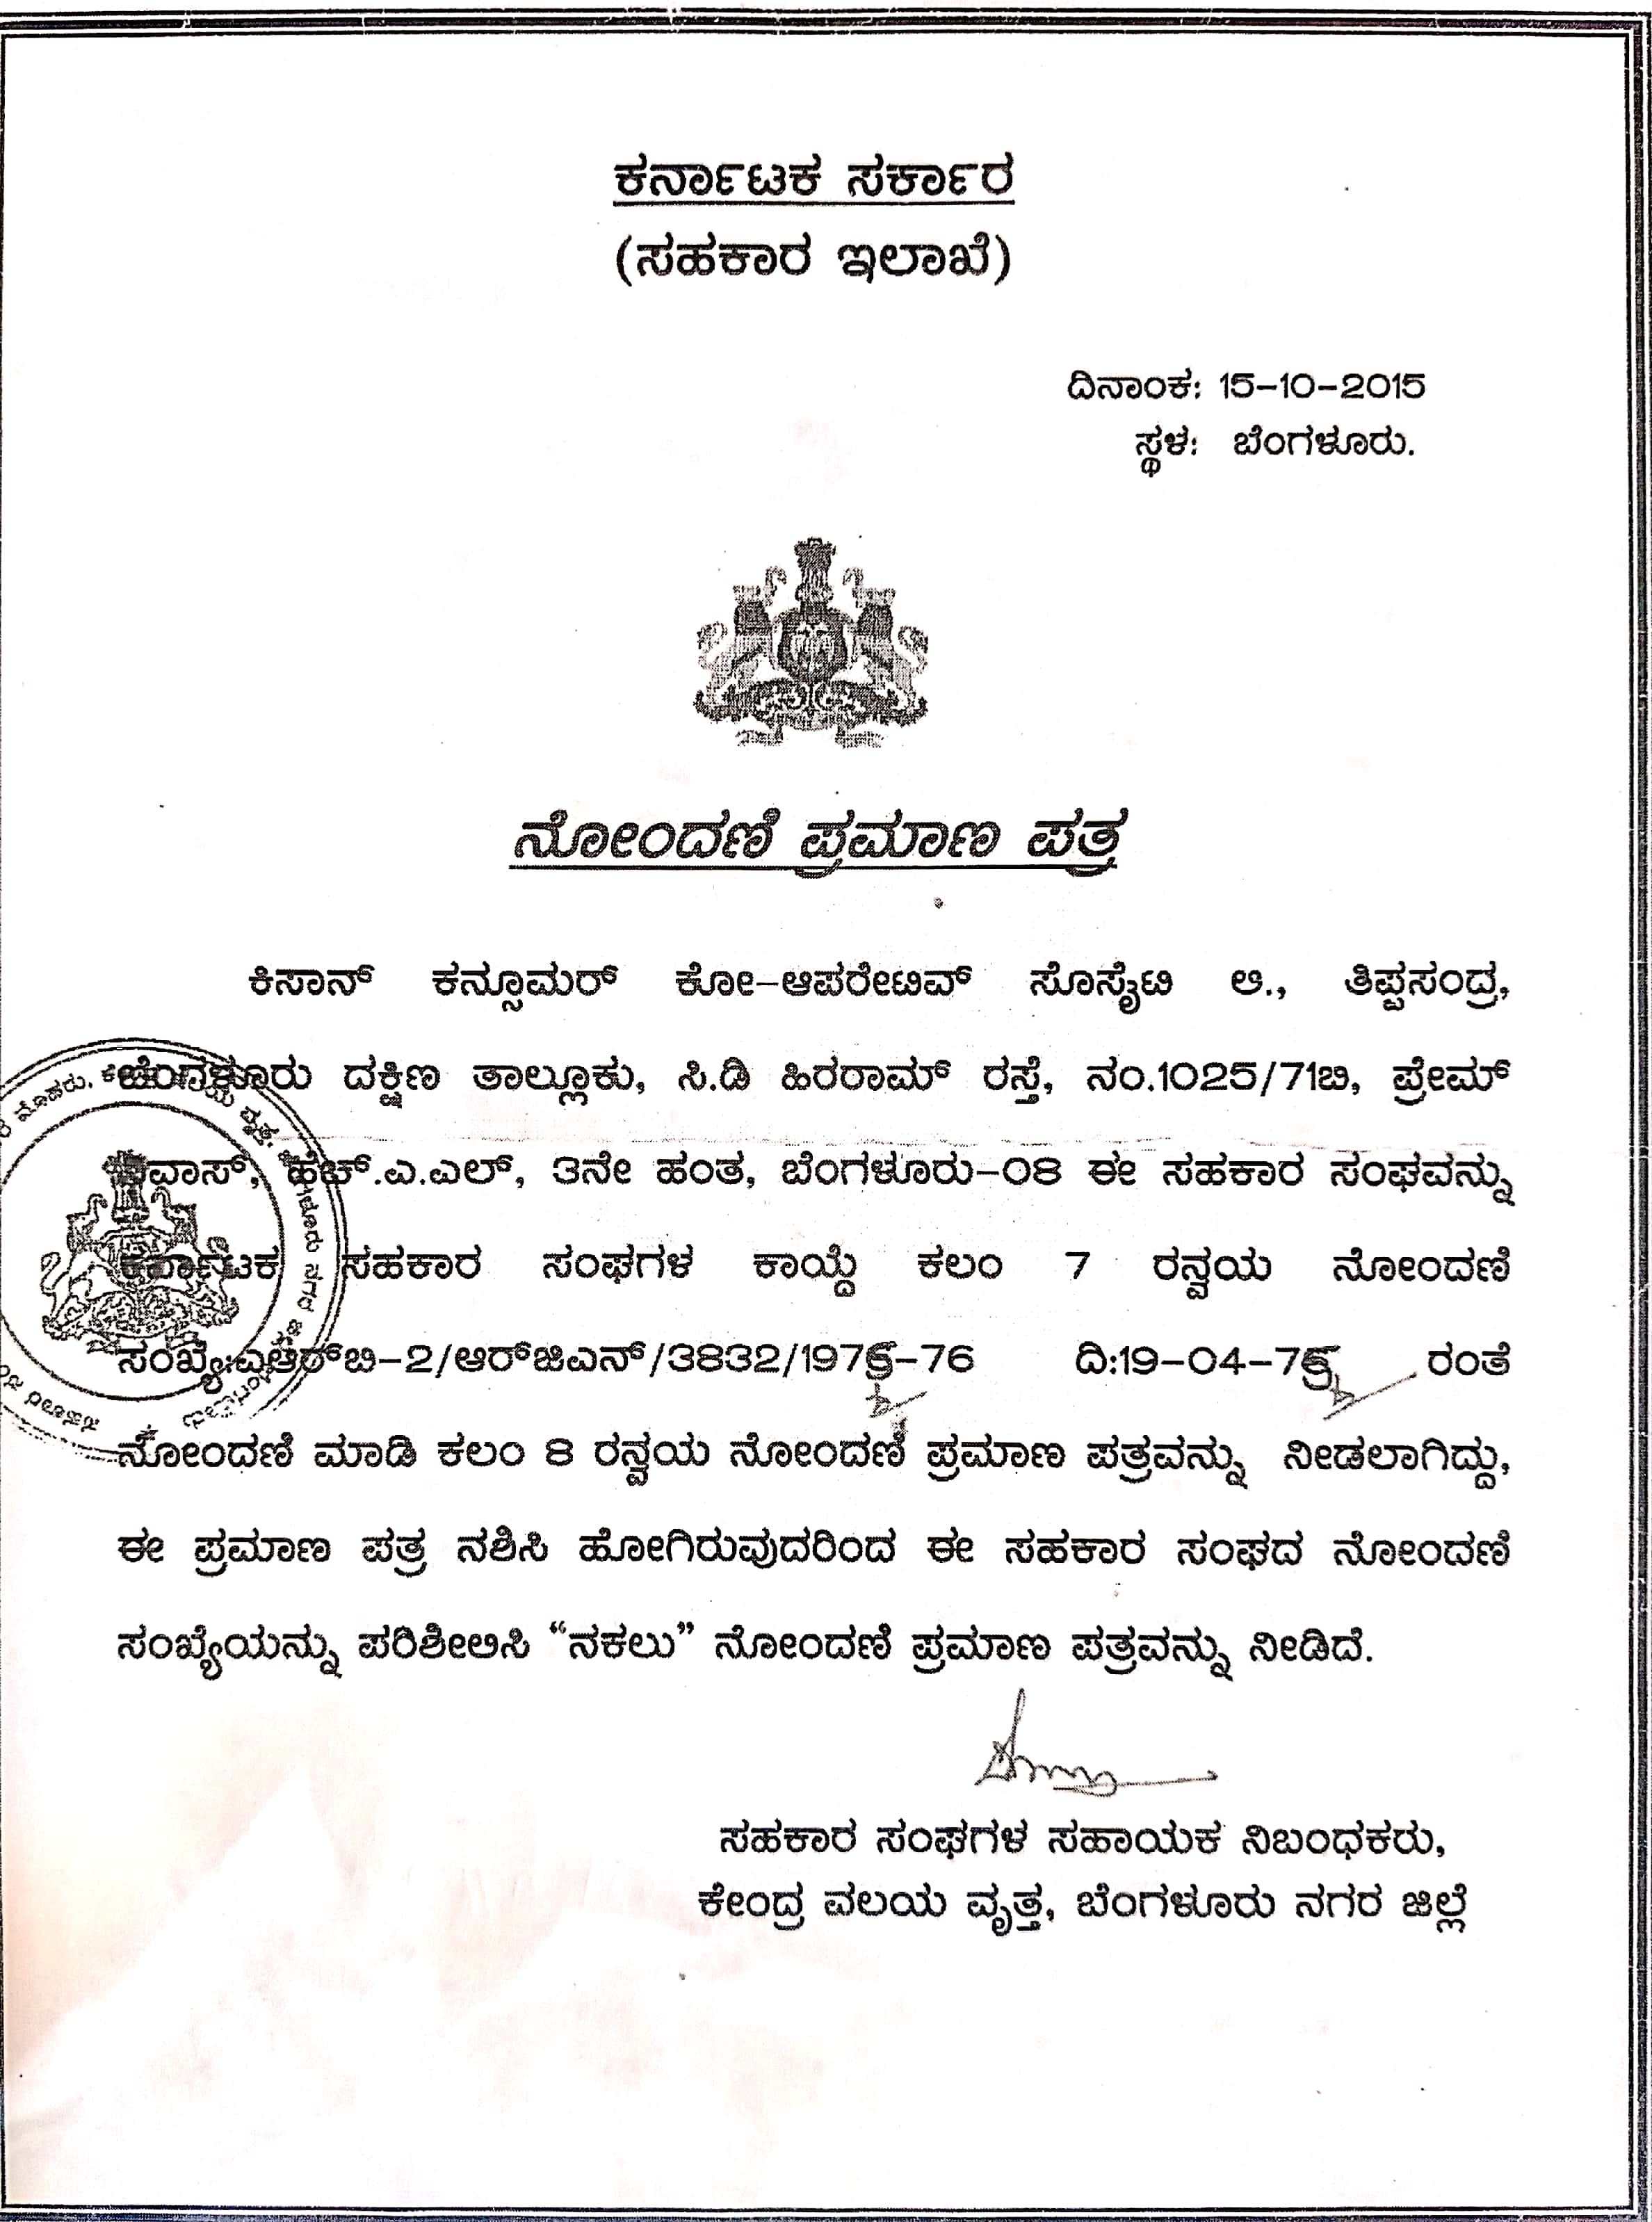 ಕರ್ನಾಟಕ ಸರ್ಕಾರ
(ಸಹಕಾರ ಇಲಾಖೆ)
ದಿನಾಂಕ: 15-10-2015
ಸ್ಥಳ: ಬೆಂಗಳೂರು.
ನೋಂದಣಿ ಪ್ರಮಾಣ ಪತ್ರ
ಕಿಸಾನ್ ಕನ್ಸೂಮರ್ ಕೋ-ಆಪರೇಟಿವ್ ಸೊಸೈಟಿ ಲಿ., ತಿಪ್ಪಸಂದ್ರ,
ಬೆಂಗಳೂರು ದಕ್ಷಿಣ ತಾಲ್ಲೂಕು, ಸಿ.ಡಿ ಹಿರರಾಮ್ ರಸ್ತೆ, ನಂ.1025/71ಬಿ, ಪ್ರೇಮ್
ನಿವಾಸ್, ಹೆಚ್.ಎ.ಎಲ್, 3ನೇ ಹಂತ, ಬೆಂಗಳೂರು-08 ಈ ಸಹಕಾರ ಸಂಘವನ್ನು
ಕರ್ನಾಟಕ ಸಹಕಾರ ಸಂಘಗಳ ಕಾಯ್ದೆ ಕಲಂ 7 ರನ್ವಯ ನೋಂದಣಿ
ಸಂಖ್ಯೆ:ಎಆರ್‌ಬಿ-2/ಆರ್‌ಜಿಎನ್/3832/1975-76 ದಿ:19-04-75 ರಂತೆ
ನೋಂದಣಿ ಮಾಡಿ ಕಲಂ 8 ರನ್ವಯ ನೋಂದಣಿ ಪ್ರಮಾಣ ಪತ್ರವನ್ನು ನೀಡಲಾಗಿದ್ದು,
ಈ ಪ್ರಮಾಣ ಪತ್ರ ನಶಿಸಿ ಹೋಗಿರುವುದರಿಂದ ಈ ಸಹಕಾರ ಸಂಘದ ನೋಂದಣಿ
ಸಂಖ್ಯೆಯನ್ನು ಪರಿಶೀಲಿಸಿ “ನಕಲು” ನೋಂದಣಿ ಪ್ರಮಾಣ ಪತ್ರವನ್ನು ನೀಡಿದೆ.
ಸಹಕಾರ ಸಂಘಗಳ ಸಹಾಯಕ ನಿಬಂಧಕರು,
ಕೇಂದ್ರ ವಲಯ ವೃತ್ತ, ಬೆಂಗಳೂರು ನಗರ ಜಿಲ್ಲೆ